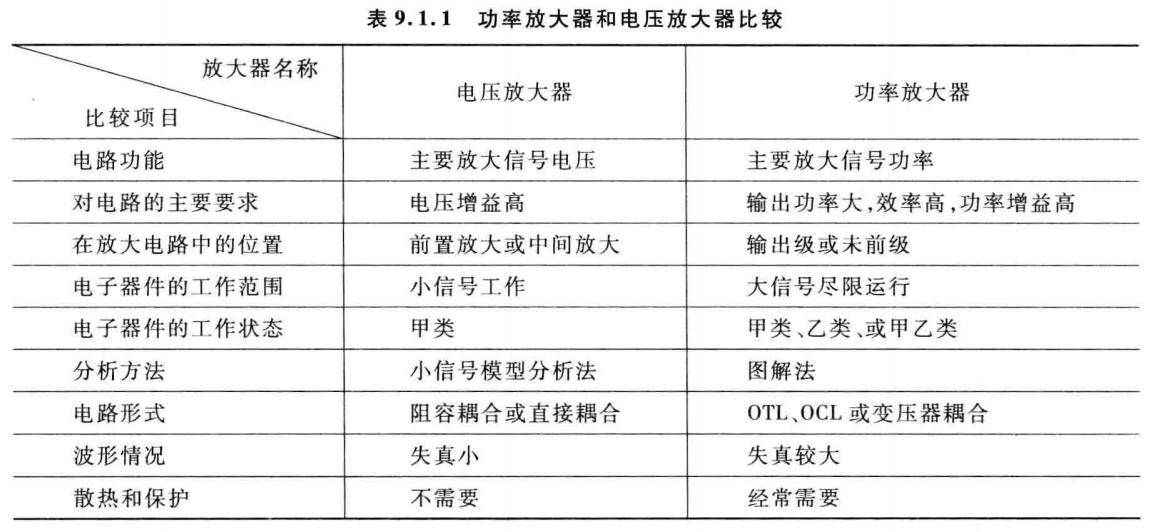 表 9.1.1 功率放大器和电压放大器比较
放大器名称
比较项目
电压放大器 功率放大器
电路功能 主要放大信号电压 主要放大信号功率
对电路的主要要求 电压增益高 输出功率大,效率高,功率增益高
在放大电路中的位置 前置放大或中间放大 输出级或未前级
电子器件的工作范围 小信号工作 大信号尽限运行
电子器件的工作状态 甲类 甲类、乙类、或甲乙类
分析方法 小信号模型分析法 图解法
电路形式 阻容耦合或直接耦合 OTL、OCL 或变压器耦合
波形情况 失真小 失真较大
散热和保护 不需要 经常需要